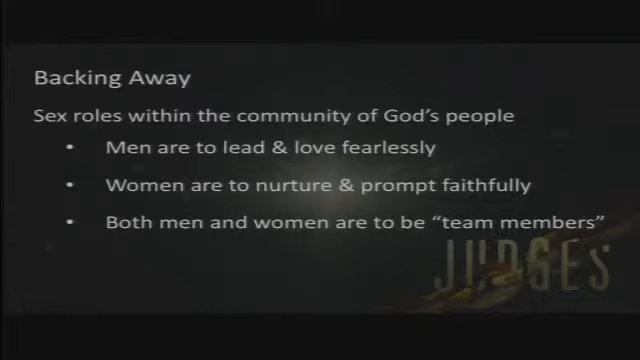 Backing Away
Sex roles within the community of God's people
• Men are to lead & love fearlessly
• Women are to nurture & prompt faithfully
• Both men and women are to be “team members”
JUDGES